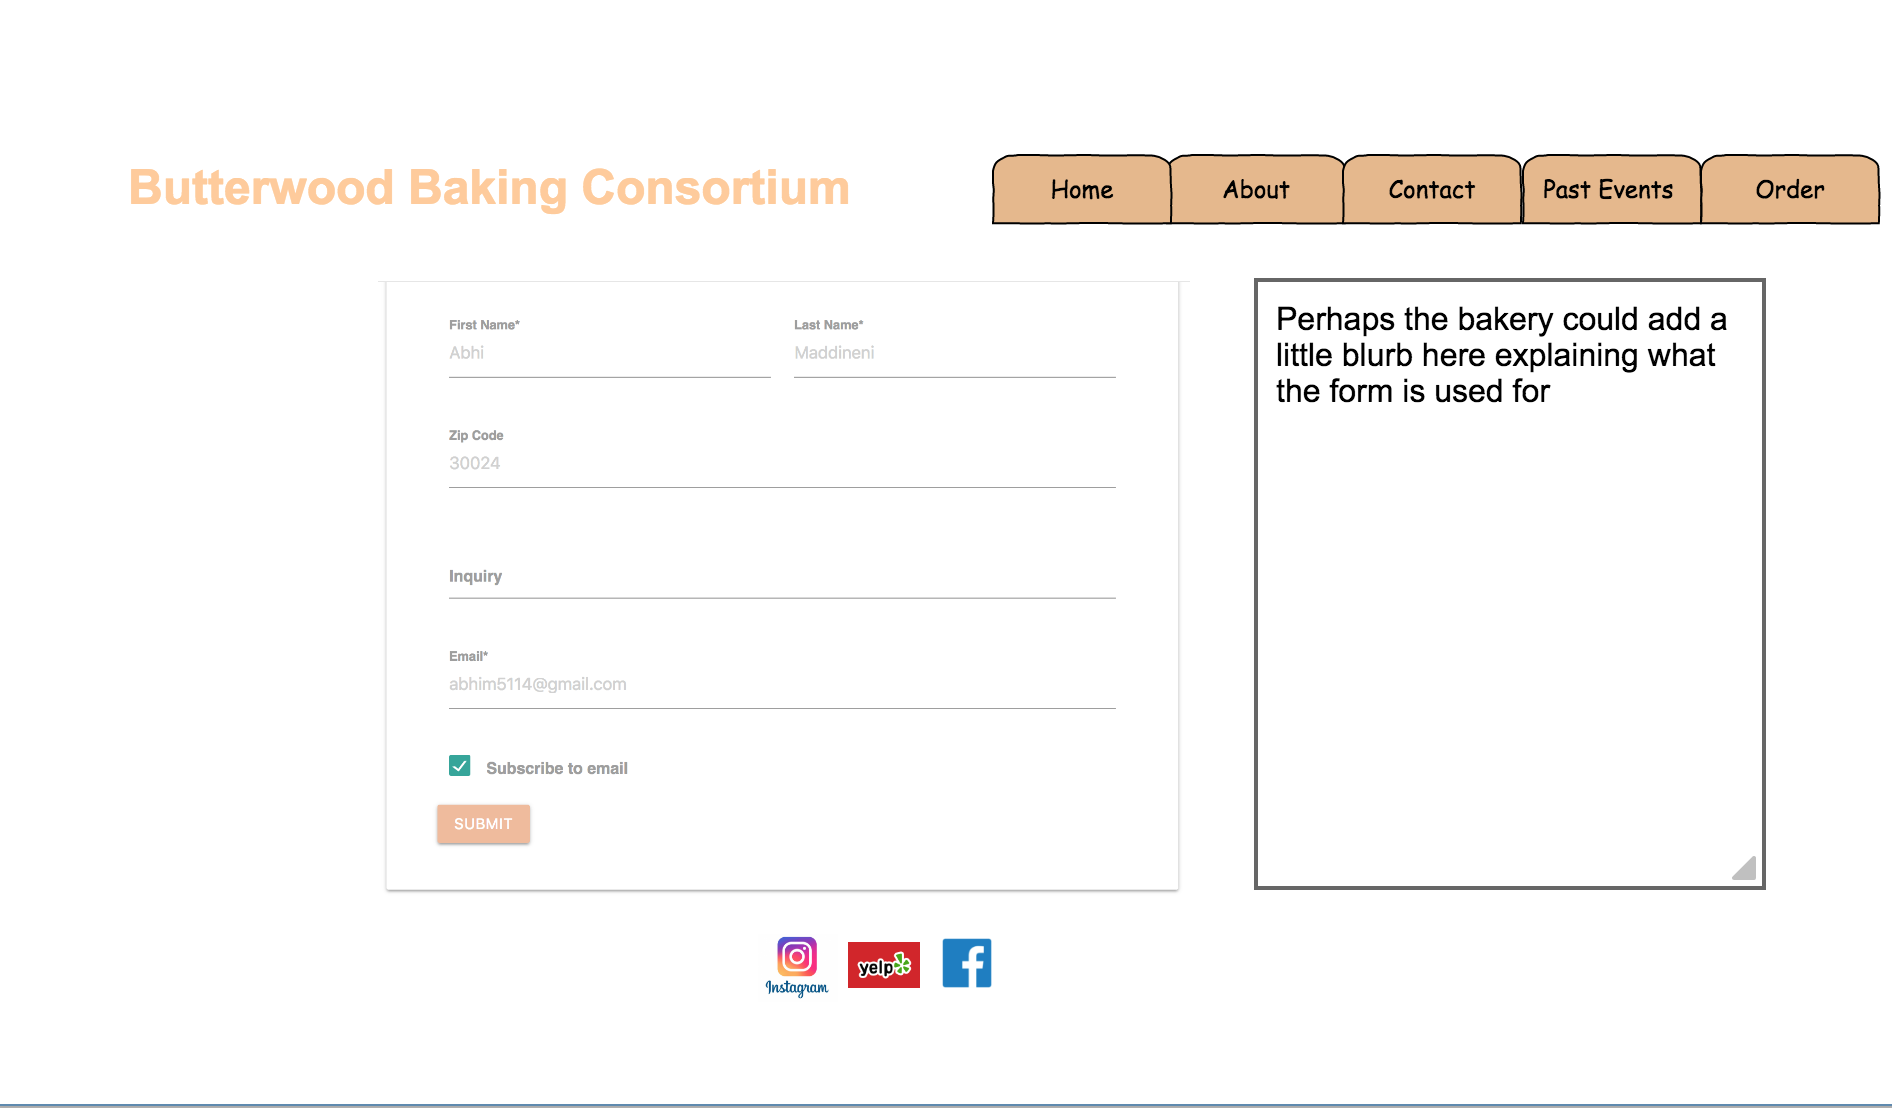 Butterwood Baking Consortium
Home About Contact Past Events Order
First Name* Last Name*
Abhi Maddineni
Zip Code
30024
Inquiry
Email*
abhim5114@gmail.com
Subscribe to email
SUBMIT
Perhaps the bakery could add a
little blurb here explaining what
the form is used for
Instagram
yelp
f